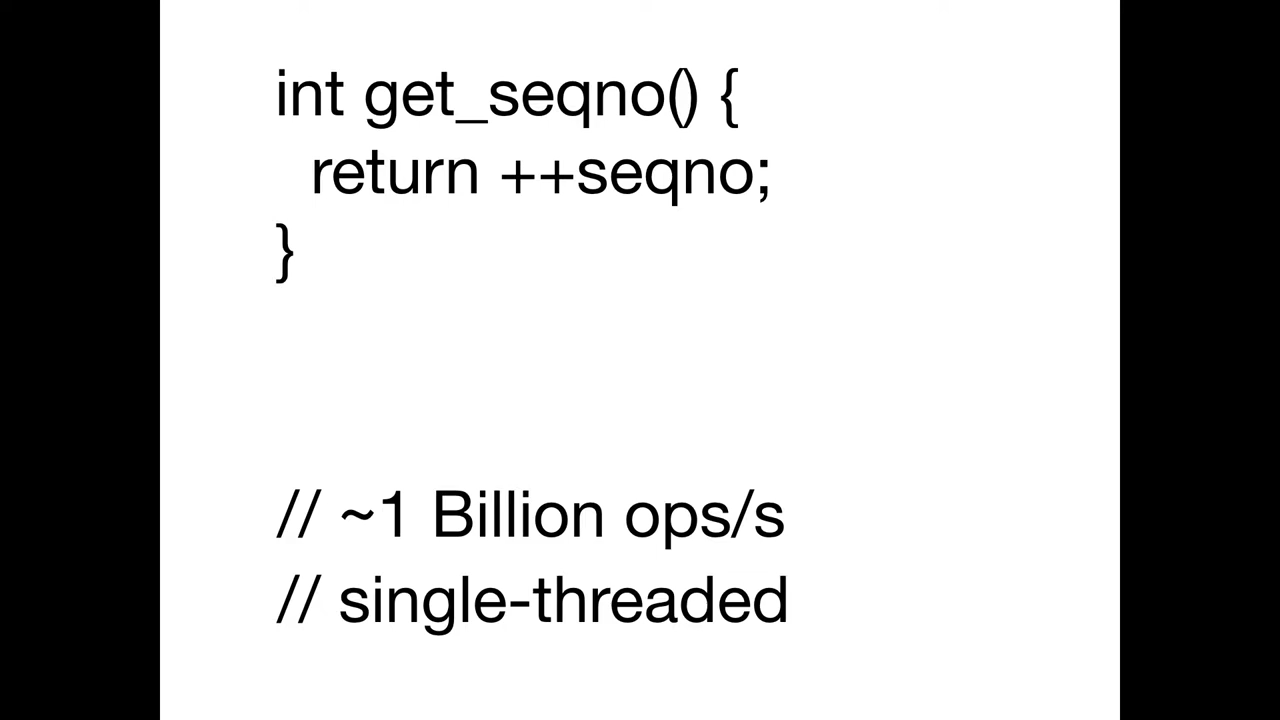 int get_seqno() {
return ++seqno;
}
// ~1 Billion ops/s
// single-threaded